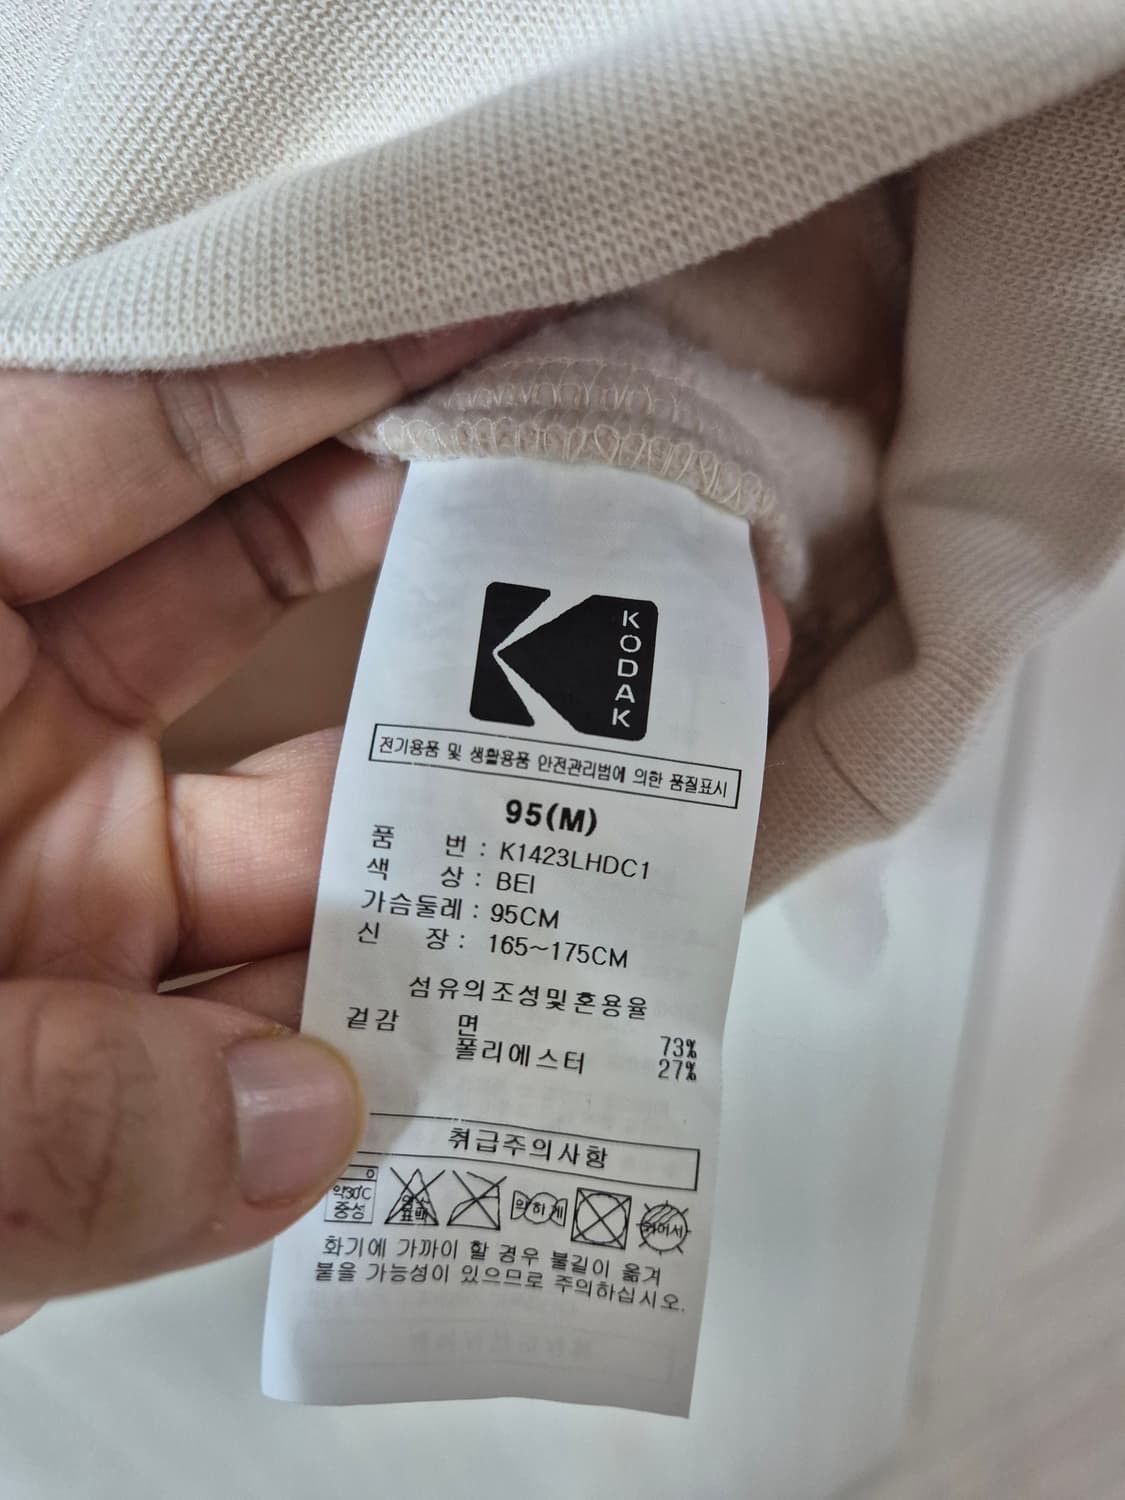 KODAK
전기용품 및 생활용품 안전관리법에 의한 품질표시
95(M)
품 번 : K1423LHDC1
색 상 : BEI
가슴둘레 : 95CM
신 장 : 165~175CM
섬유의조성및혼용율
겉감 면 73%
폴리에스터 27%
취급주의사항
약30℃ 중성 염소 표백 약하게 뉘어서
화기에 가까이 할 경우 불길이 옮겨
붙을 가능성이 있으므로 주의하십시오.